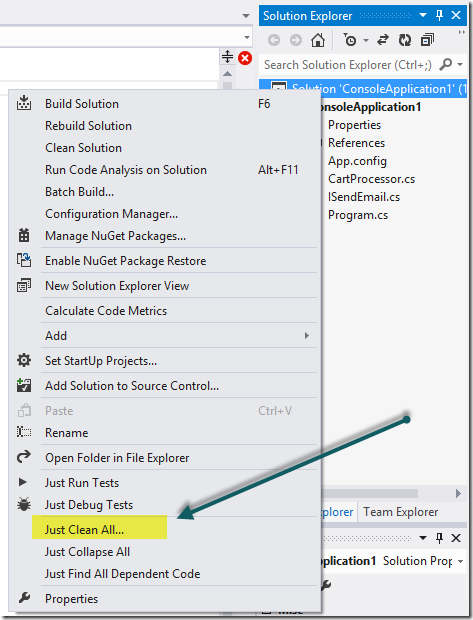 Solution Explorer
Search Solution Explorer (Ctrl+;)
Solution 'ConsoleApplication1' (1
onsoleApplication1
Properties
References
App.config
CartProcessor.cs
ISendEmail.cs
Program.cs
Build Solution F6
Rebuild Solution
Clean Solution
Run Code Analysis on Solution Alt+F11
Batch Build...
Configuration Manager...
Manage NuGet Packages...
Enable NuGet Package Restore
New Solution Explorer View
Calculate Code Metrics
Add
Set StartUp Projects...
Add Solution to Source Control...
Paste Ctrl+V
Rename
Open Folder in File Explorer
Just Run Tests
Just Debug Tests
Just Clean All...
Just Collapse All
Just Find All Dependent Code
Properties
xplorer Team Explorer
pplication1 Solution Prop
Misc